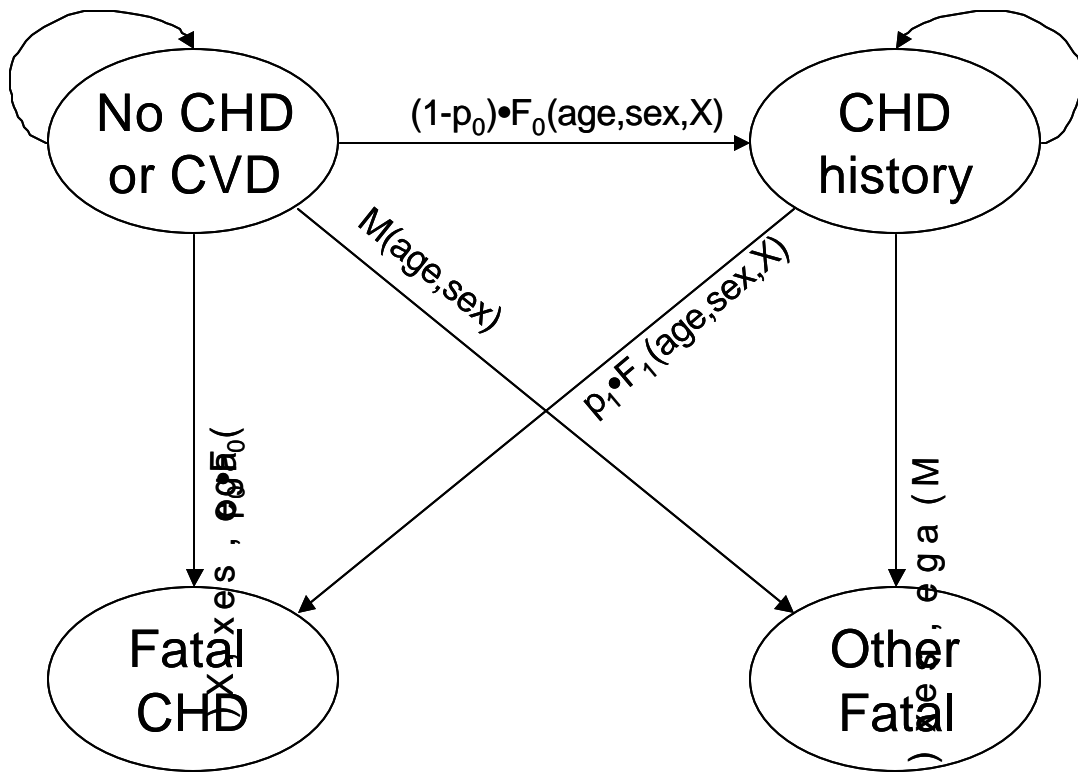 No CHD
or CVD
(1-p₀)•F₀(age,sex,X)
CHD
history
M(age,sex)
p₁•F₁(age,sex,X)
Fatal
CHD
Other
Fatal